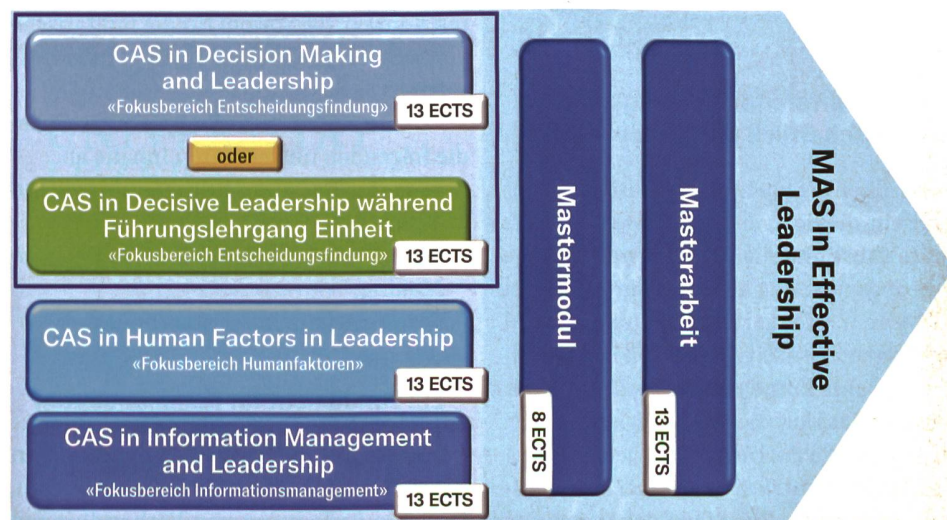 CAS in Decision Making
and Leadership
«Fokusbereich Entscheidungsfindung»
13 ECTS
oder
CAS in Decisive Leadership während
Führungslehrgang Einheit
«Fokusbereich Entscheidungsfindung»
13 ECTS
CAS in Human Factors in Leadership
«Fokusbereich Humanfaktoren»
13 ECTS
CAS in Information Management
and Leadership
«Fokusbereich Informationsmanagement»
13 ECTS
Mastermodul
8 ECTS
Masterarbeit
13 ECTS
MAS in Effective
Leadership